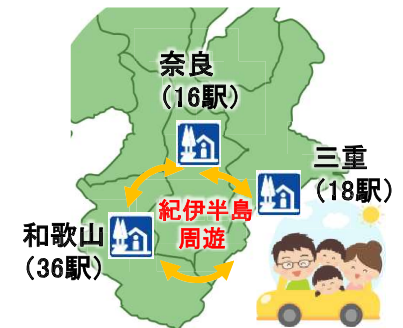 奈良
（16駅）
三重
（18駅）
紀伊半島
周遊
和歌山
（36駅）